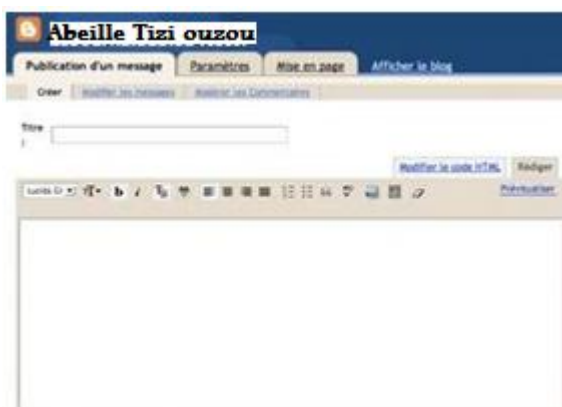 Abeille Tizi ouzou
Publication d'un message Paramètres Mise en page Afficher le blog
Créer Modifier les messages Modérer les Commentaires
Titre
:
Modifier le code HTML Rédiger
Prévisualiser